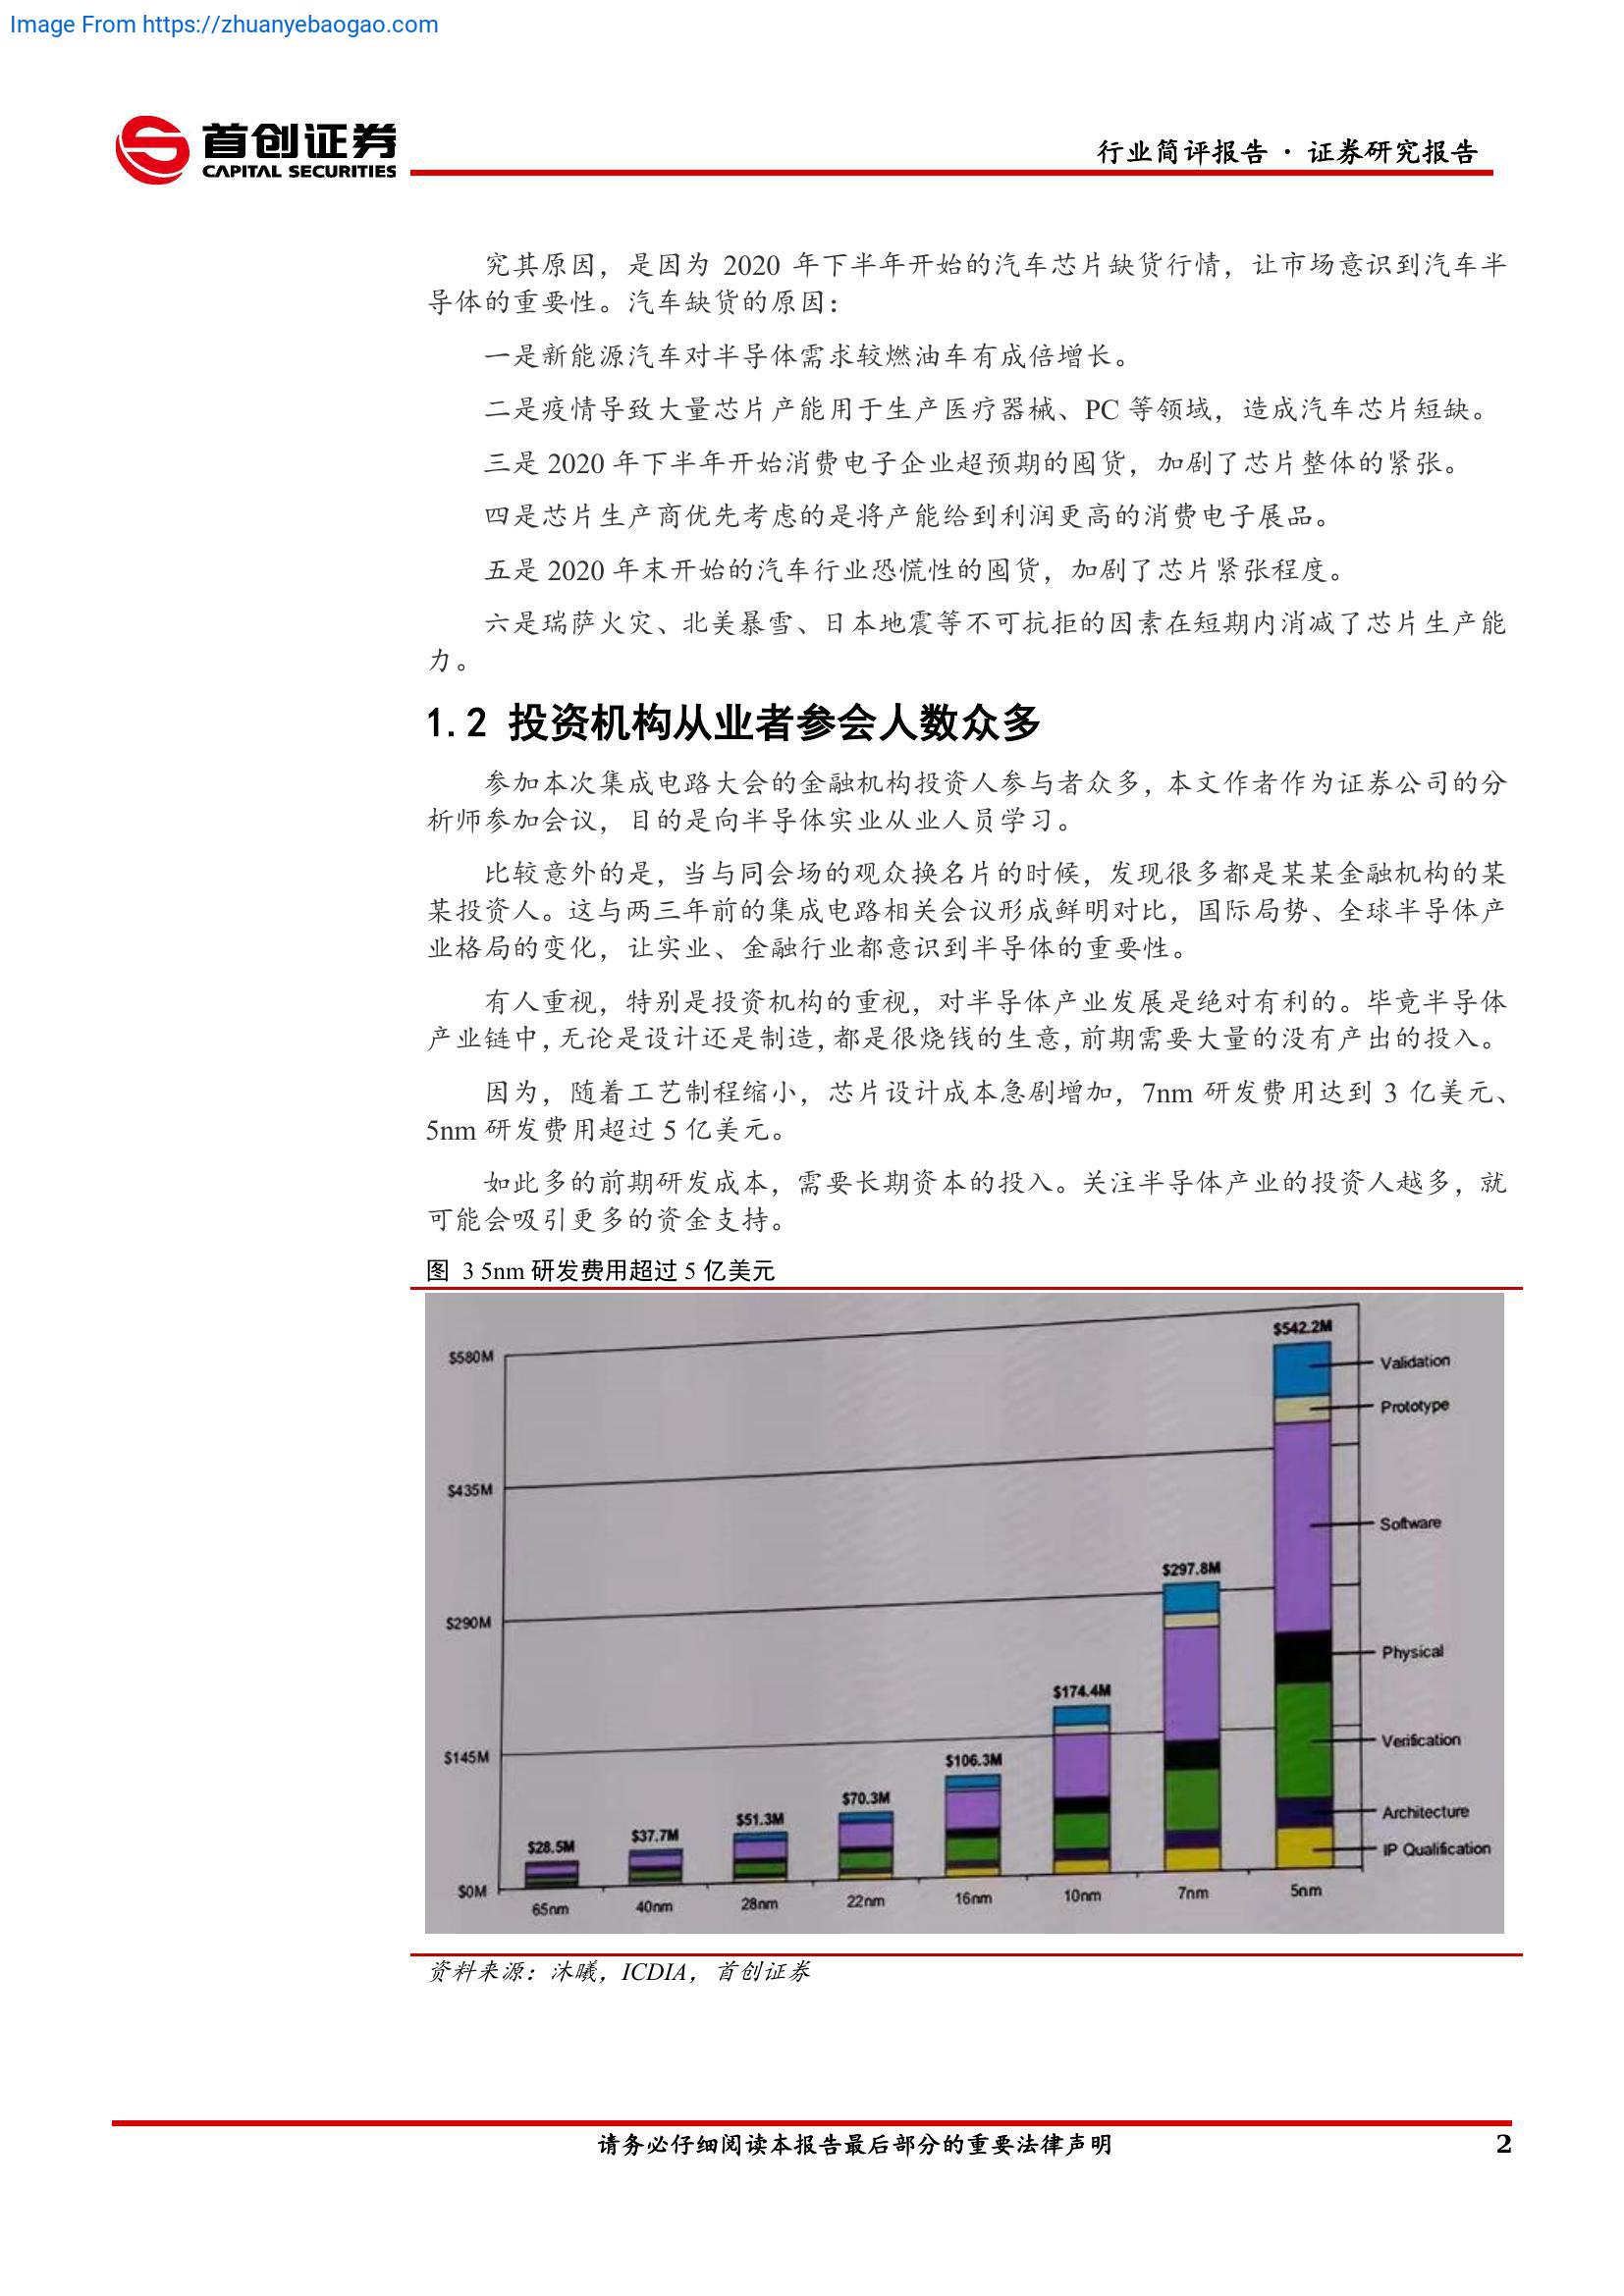 Image From https://zhuanyebaogao.com
首创证券
CAPITAL SECURITIES
行业简评报告 · 证券研究报告
究其原因，是因为 2020 年下半年开始的汽车芯片缺货行情，让市场意识到汽车半
导体的重要性。汽车缺货的原因：
一是新能源汽车对半导体需求较燃油车有成倍增长。
二是疫情导致大量芯片产能用于生产医疗器械、PC 等领域，造成汽车芯片短缺。
三是 2020 年下半年开始消费电子企业超预期的囤货，加剧了芯片整体的紧张。
四是芯片生产商优先考虑的是将产能给到利润更高的消费电子展品。
五是 2020 年末开始的汽车行业恐慌性的囤货，加剧了芯片紧张程度。
六是瑞萨火灾、北美暴雪、日本地震等不可抗拒的因素在短期内消减了芯片生产能
力。
1.2 投资机构从业者参会人数众多
参加本次集成电路大会的金融机构投资人参与者众多，本文作者作为证券公司的分
析师参加会议，目的是向半导体实业从业人员学习。
比较意外的是，当与同会场的观众换名片的时候，发现很多都是某某金融机构的某
某投资人。这与两三年前的集成电路相关会议形成鲜明对比，国际局势、全球半导体产
业格局的变化，让实业、金融行业都意识到半导体的重要性。
有人重视，特别是投资机构的重视，对半导体产业发展是绝对有利的。毕竟半导体
产业链中，无论是设计还是制造，都是很烧钱的生意，前期需要大量的没有产出的投入。
因为，随着工艺制程缩小，芯片设计成本急剧增加，7nm 研发费用达到 3 亿美元、
5nm 研发费用超过 5 亿美元。
如此多的前期研发成本，需要长期资本的投入。关注半导体产业的投资人越多，就
可能会吸引更多的资金支持。
图 3 5nm 研发费用超过 5 亿美元
$580M
$435M
$290M
$145M
$0M
$28.5M
$37.7M
$51.3M
$70.3M
$106.3M
$174.4M
$297.8M
$542.2M
Validation
Prototype
Software
Physical
Verification
Architecture
IP Qualification
65nm
40nm
28nm
22nm
16nm
10nm
7nm
5nm
资料来源：沐曦，ICDIA，首创证券
请务必仔细阅读本报告最后部分的重要法律声明
2